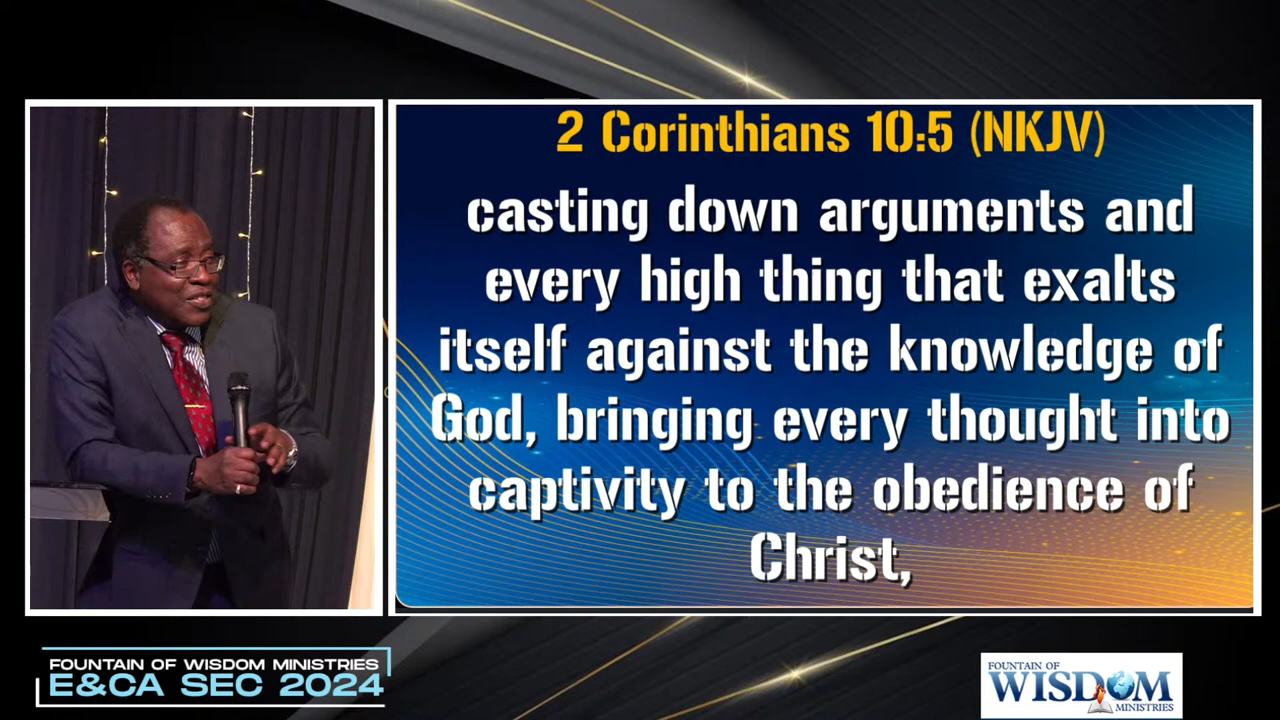 2 Corinthians 10:5 (NKJV)
casting down arguments and
every high thing that exalts
itself against the knowledge of
God, bringing every thought into
captivity to the obedience of
Christ,
FOUNTAIN OF WISDOM MINISTRIES
E&CA SEC 2024
FOUNTAIN OF
WISDOM
MINISTRIES